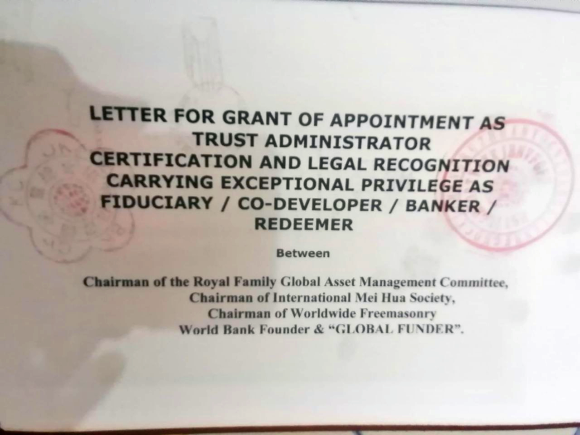 LETTER FOR GRANT OF APPOINTMENT AS
TRUST ADMINISTRATOR
CERTIFICATION AND LEGAL RECOGNITION
CARRYING EXCEPTIONAL PRIVILEGE AS
FIDUCIARY / CO-DEVELOPER / BANKER /
REDEEMER
Between
Chairman of the Royal Family Global Asset Management Committee,
Chairman of International Mei Hua Society,
Chairman of Worldwide Freemasonry
World Bank Founder & “GLOBAL FUNDER”.